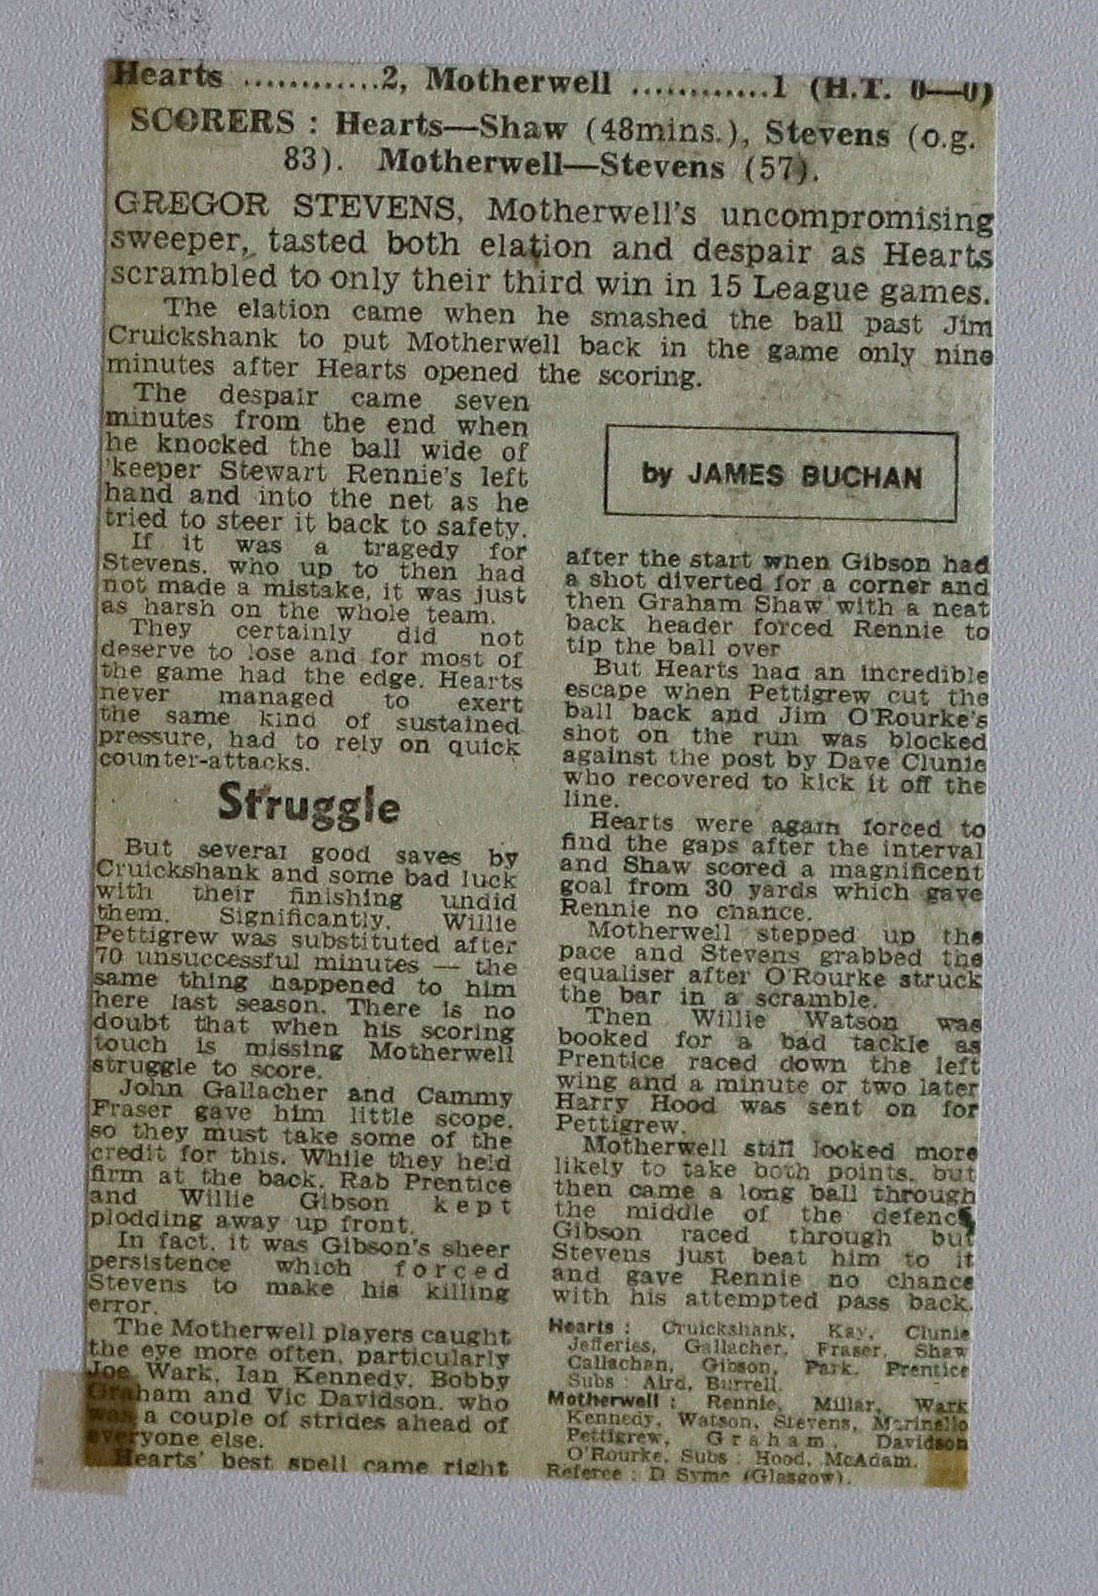 Hearts ............2, Motherwell ............1 (H.T. 0—0)
SCORERS : Hearts—Shaw (48mins.), Stevens (o.g.
83). Motherwell—Stevens (57).
GREGOR STEVENS, Motherwell's uncompromising
sweeper, tasted both elation and despair as Hearts
scrambled to only their third win in 15 League games.
The elation came when he smashed the ball past Jim
Cruickshank to put Motherwell back in the game only nine
minutes after Hearts opened the scoring.
The despair came seven
minutes from the end when
he knocked the ball wide of
'keeper Stewart Rennie's left
hand and into the net as he
tried to steer it back to safety.
If it was a tragedy for
Stevens, who up to then had
not made a mistake, it was just
as harsh on the whole team.
They certainly did not
deserve to lose and for most of
the game had the edge. Hearts
never managed to exert
the same kind of sustained
pressure, had to rely on quick
counter-attacks.
Struggle
But several good saves by
Cruickshank and some bad luck
with their finishing undid
them. Significantly, Willie
Pettigrew was substituted after
70 unsuccessful minutes — the
same thing happened to him
here last season. There is no
doubt that when his scoring
touch is missing Motherwell
struggle to score.
John Gallacher and Cammy
Fraser gave him little scope,
so they must take some of the
credit for this. While they held
firm at the back, Rab Prentice
and Willie Gibson kept
plodding away up front.
In fact, it was Gibson's sheer
persistence which forced
Stevens to make his killing
error.
The Motherwell players caught
the eye more often, particularly
Joe Wark, Ian Kennedy, Bobby
Graham and Vic Davidson, who
was a couple of strides ahead of
everyone else.
Hearts' best spell came right
by JAMES BUCHAN
after the start when Gibson had
a shot diverted for a corner and
then Graham Shaw with a neat
back header forced Rennie to
tip the ball over
But Hearts had an incredible
escape when Pettigrew cut the
ball back and Jim O'Rourke's
shot on the run was blocked
against the post by Dave Clunie
who recovered to kick it off the
line.
Hearts were again forced to
find the gaps after the interval
and Shaw scored a magnificent
goal from 30 yards which gave
Rennie no chance.
Motherwell stepped up the
pace and Stevens grabbed the
equaliser after O'Rourke struck
the bar in a scramble.
Then Willie Watson was
booked for a bad tackle as
Prentice raced down the left
wing and a minute or two later
Harry Hood was sent on for
Pettigrew.
Motherwell still looked more
likely to take both points, but
then came a long ball through
the middle of the defence,
Gibson raced through but
Stevens just beat him to it
and gave Rennie no chance
with his attempted pass back.
Hearts : Cruickshank, Kay, Clunie
Jefferies, Gallacher, Fraser, Shaw
Callachan, Gibson, Park, Prentice
Subs : Aird, Burrell.
Motherwell : Rennie, Millar, Wark
Kennedy, Watson, Stevens, Marinello
Pettigrew, Graham, Davidson
O'Rourke, Subs : Hood, McAdam.
Referee : D Syme (Glasgow).